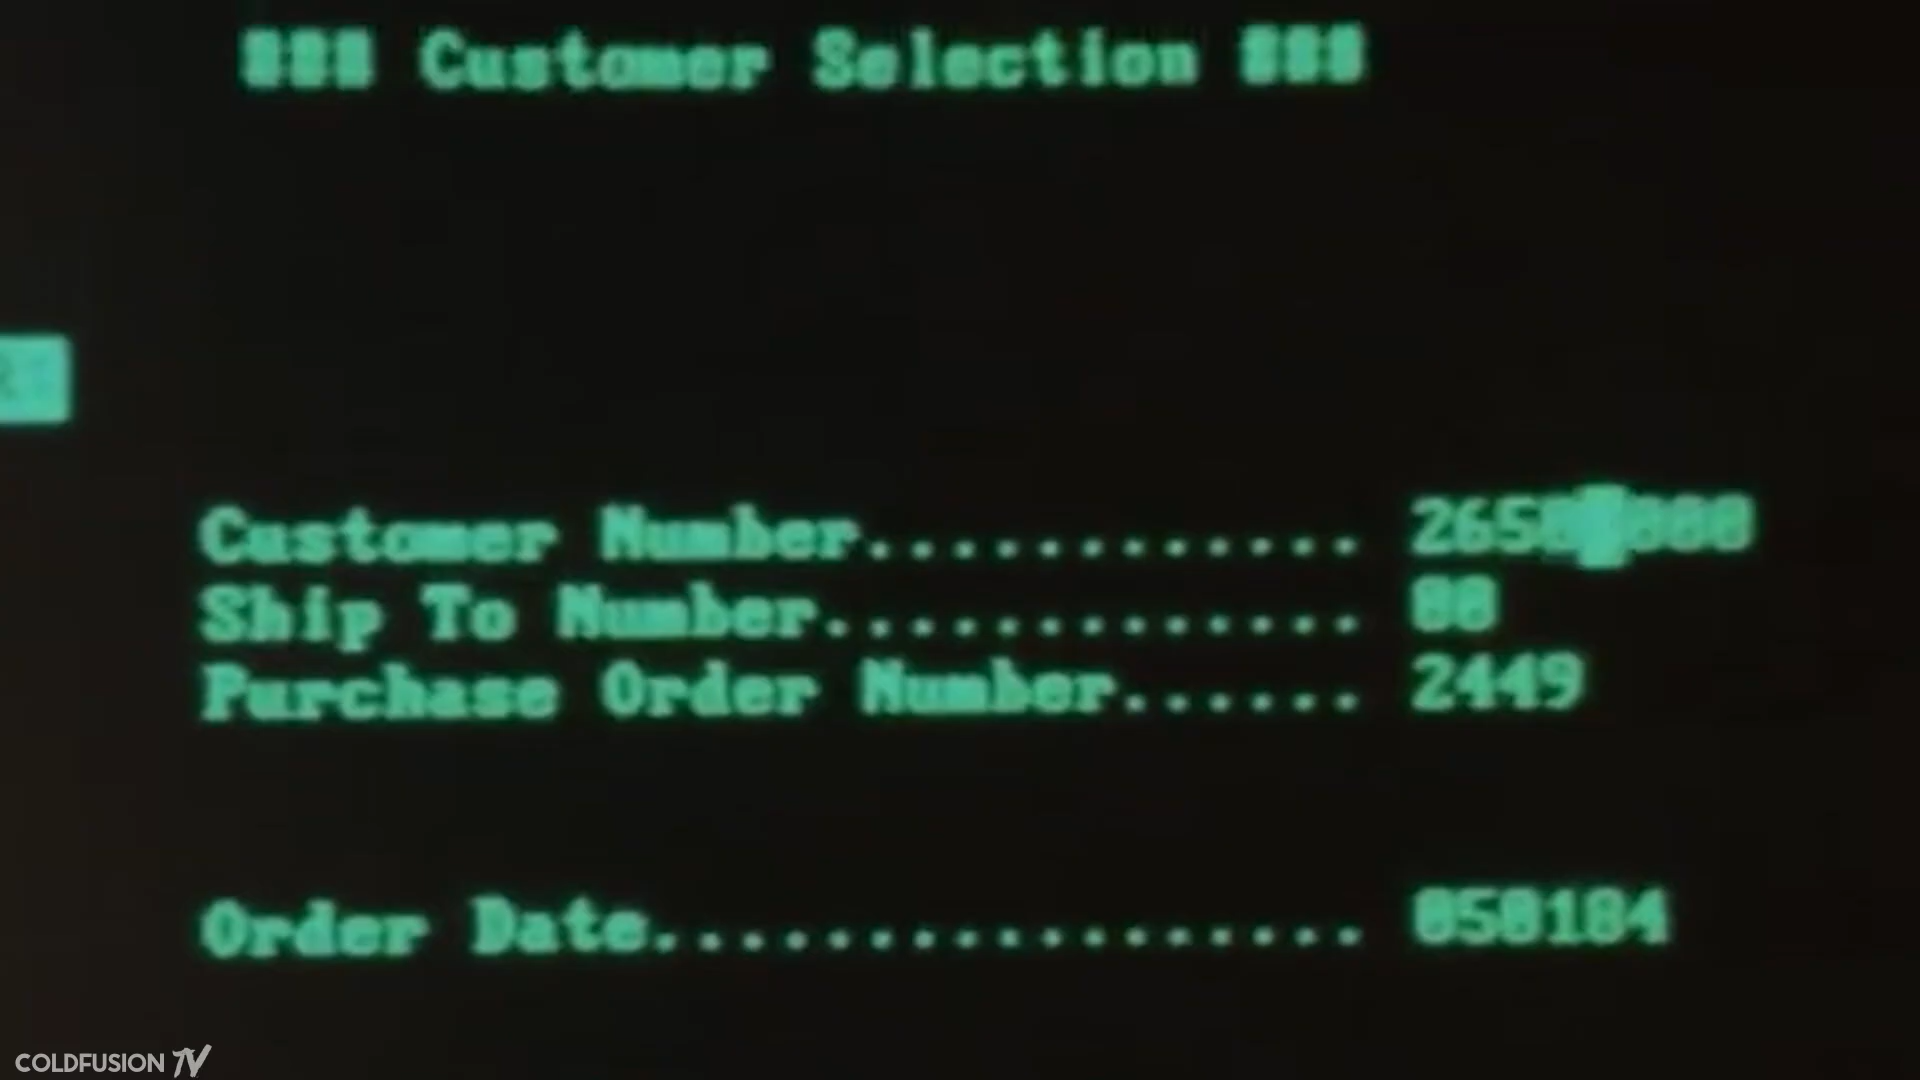 ### Customer Selection ###
Customer Number............
Ship To Number............. 00
Purchase Order Number...... 2449
Order Date................. 050184
COLDFUSION TV